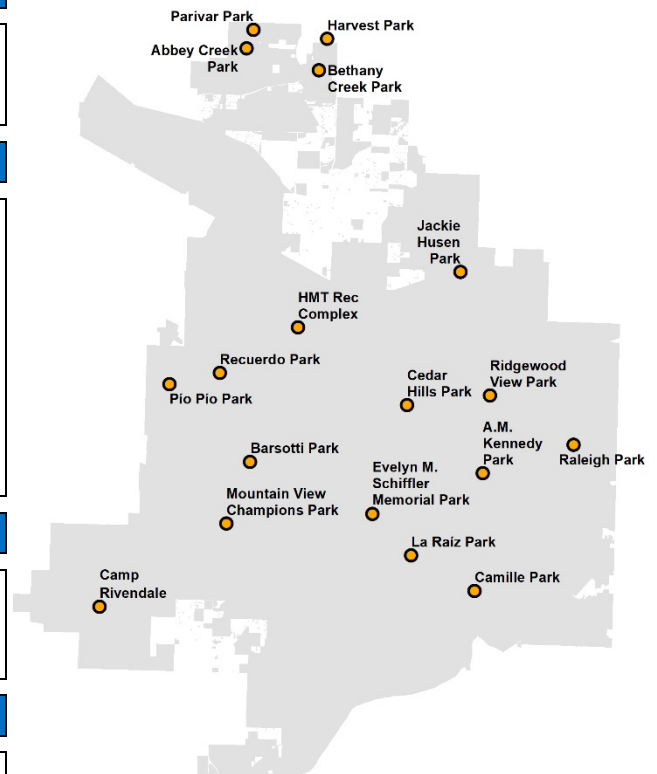 Parivar Park
Harvest Park
Abbey Creek
Park
Bethany
Creek Park
Jackie
Husen
Park
HMT Rec
Complex
Recuerdo Park
Pio Pio Park
Cedar
Hills Park
Ridgewood
View Park
A.M.
Kennedy
Park
Raleigh Park
Barsotti Park
Evelyn M.
Schiffler
Memorial Park
Mountain View
Champions Park
La Raíz Park
Camp
Rivendale
Camille Park